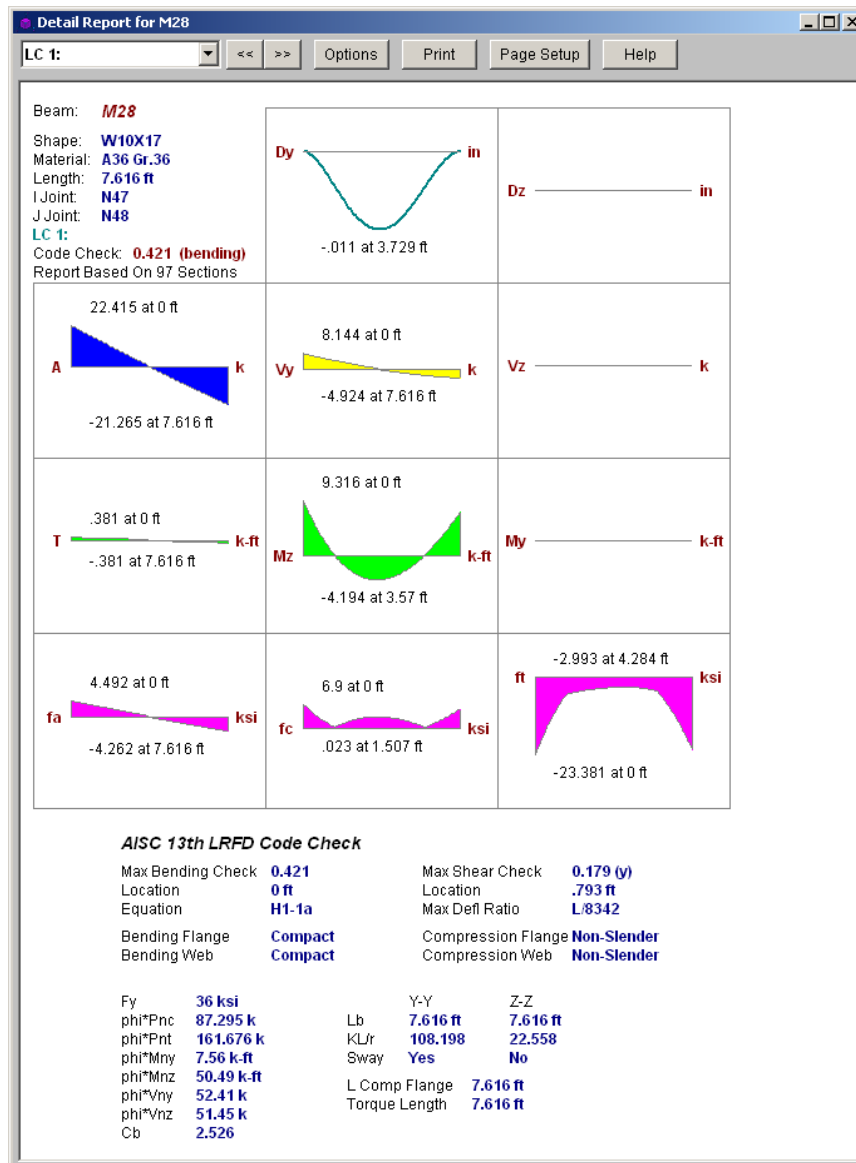 Detail Report for M28
LC 1:
<< >> Options Print Page Setup Help
Beam: M28
Shape: W10X17
Material: A36 Gr.36
Length: 7.616 ft
I Joint: N47
J Joint: N48
LC 1:
Code Check: 0.421 (bending)
Report Based On 97 Sections
Dy in
-.011 at 3.729 ft
Dz in
22.415 at 0 ft
A k
-21.265 at 7.616 ft
8.144 at 0 ft
Vy k
-4.924 at 7.616 ft
Vz k
.381 at 0 ft
T k-ft
-.381 at 7.616 ft
9.316 at 0 ft
Mz k-ft
-4.194 at 3.57 ft
My k-ft
4.492 at 0 ft
fa ksi
-4.262 at 7.616 ft
6.9 at 0 ft
fc ksi
.023 at 1.507 ft
-2.993 at 4.284 ft
ft ksi
-23.381 at 0 ft
AISC 13th LRFD Code Check
Max Bending Check 0.421 Max Shear Check 0.179 (y)
Location 0 ft Location .793 ft
Equation H1-1a Max Defl Ratio L/8342
Bending Flange Compact Compression Flange Non-Slender
Bending Web Compact Compression Web Non-Slender
Fy 36 ksi Y-Y Z-Z
phi*Pnc 87.295 k Lb 7.616 ft 7.616 ft
phi*Pnt 161.676 k KL/r 108.198 22.558
phi*Mny 7.56 k-ft Sway Yes No
phi*Mnz 50.49 k-ft L Comp Flange 7.616 ft
phi*Vny 52.41 k Torque Length 7.616 ft
phi*Vnz 51.45 k
Cb 2.526